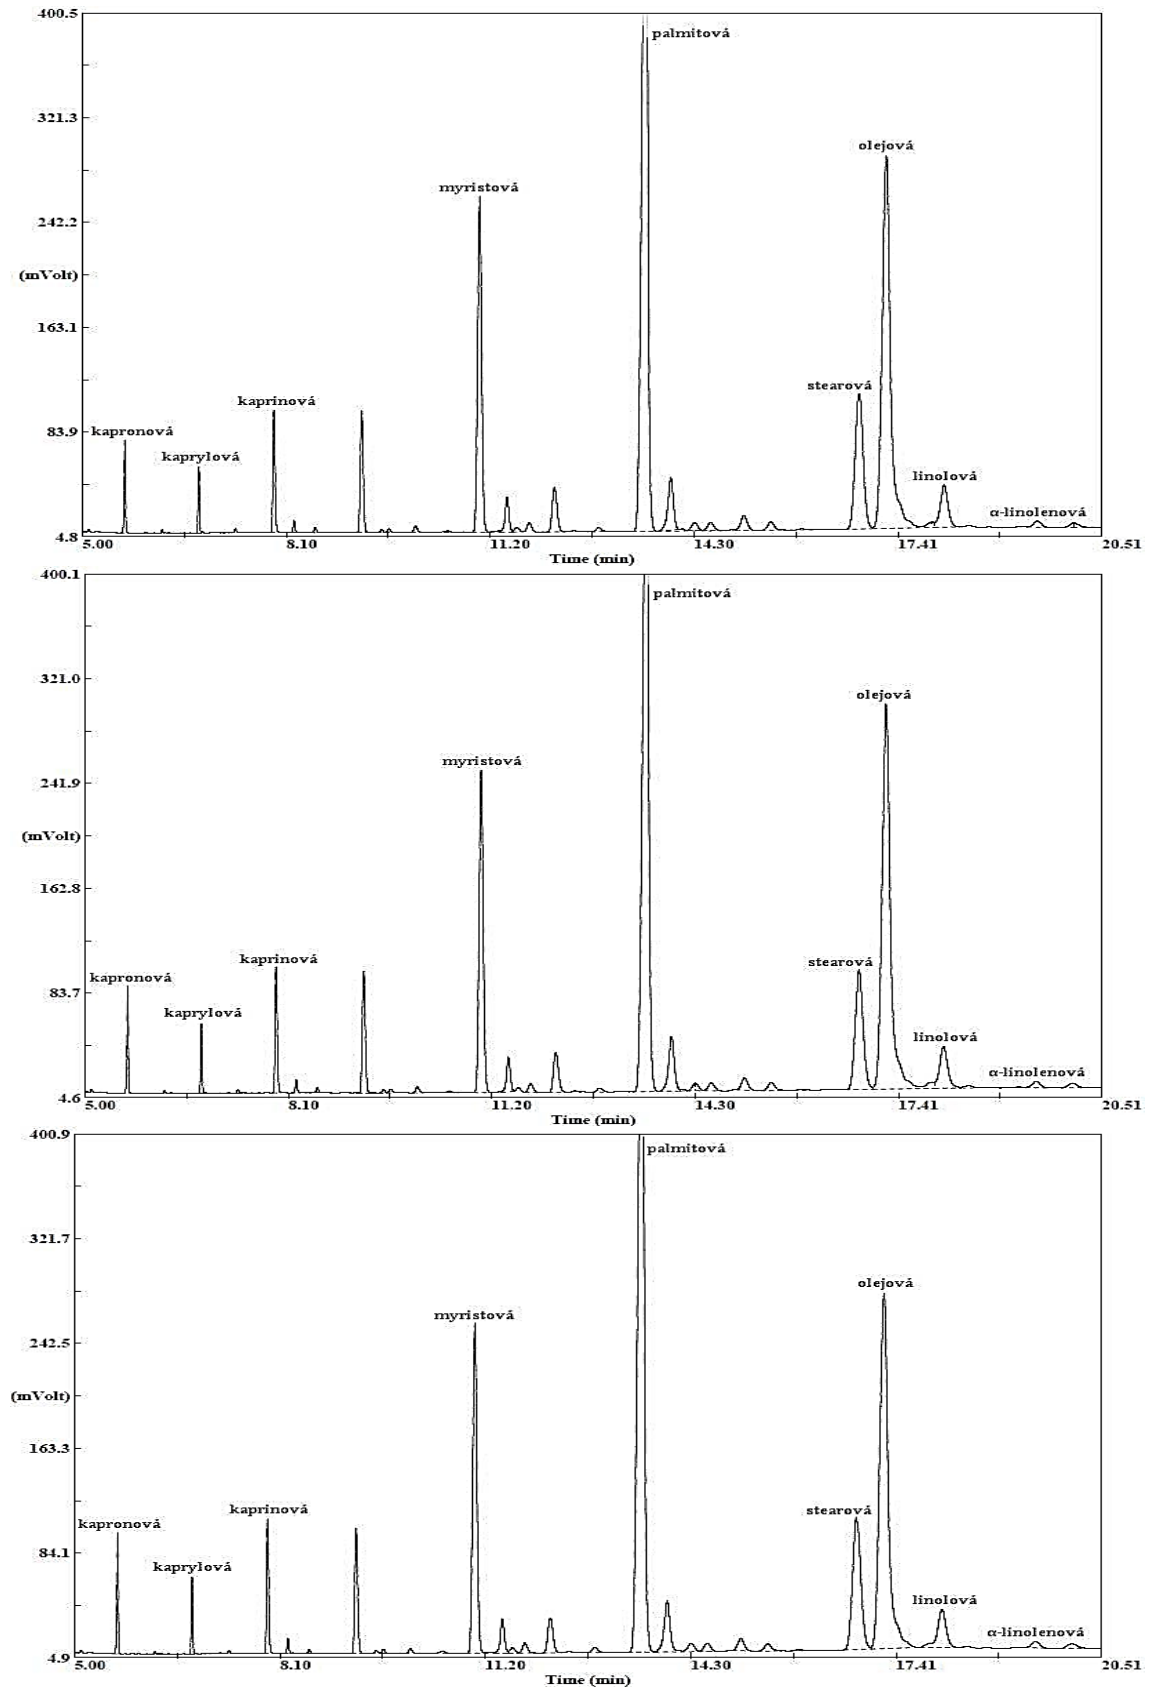 400.5
palmitová
321.3
olejová
myristová
242.2
(mVolt)
163.1
stearová
kaprinová
83.9
kapronová
kaprylová
linolová
α-linolenová
4.8
5.00 8.10 11.20 14.30 17.41 20.51
Time (min)
400.1
palmitová
321.0
olejová
241.9
myristová
(mVolt)
162.8
kaprinová
stearová
kapronová
83.7
kaprylová
linolová
α-linolenová
4.6
5.00 8.10 11.20 14.30 17.41 20.51
Time (min)
400.9
palmitová
321.7
olejová
myristová
242.5
(mVolt)
163.3
kaprinová
stearová
kapronová
84.1
kaprylová
linolová
α-linolenová
4.9
5.00 8.10 11.20 14.30 17.41 20.51
Time (min)